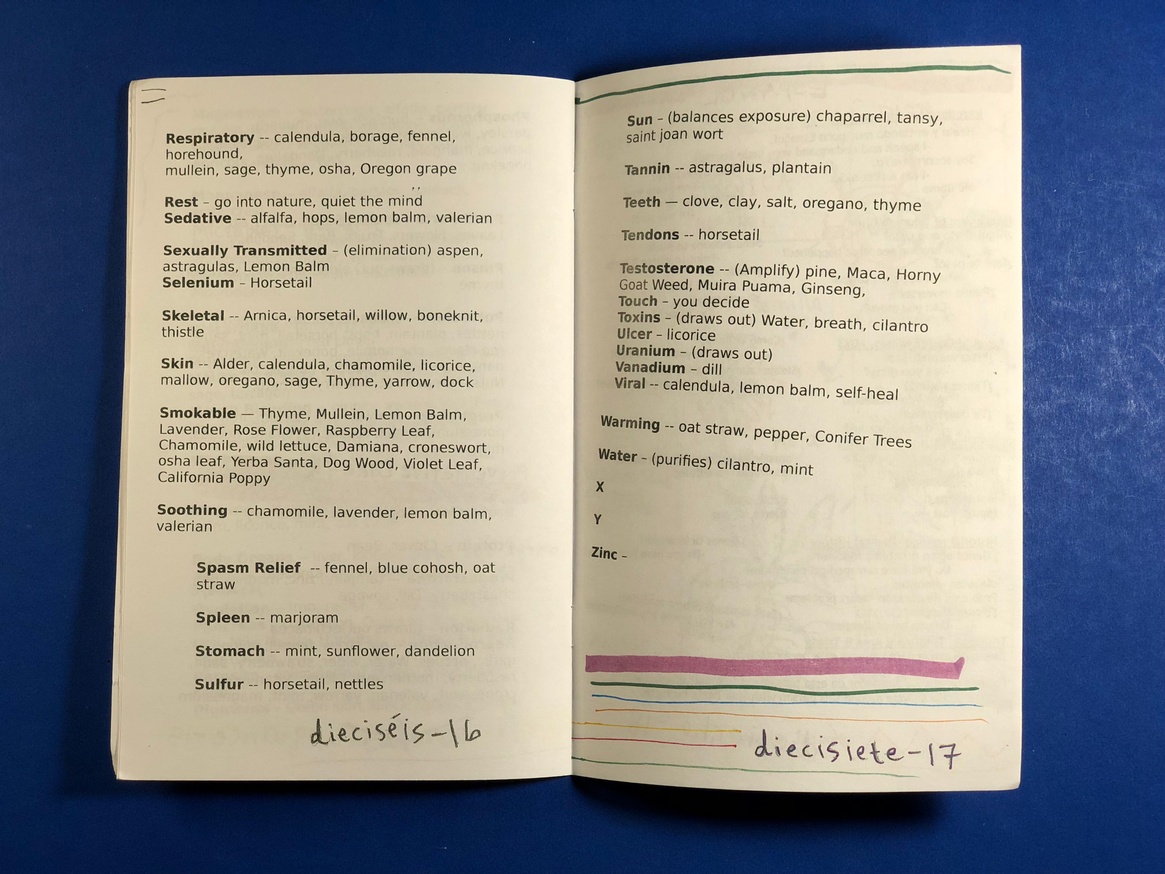 Respiratory -- calendula, borage, fennel,
horehound,
mullein, sage, thyme, osha, Oregon grape
Rest – go into nature, quiet the mind
Sedative -- alfalfa, hops, lemon balm, valerian
Sexually Transmitted – (elimination) aspen,
astragulas, Lemon Balm
Selenium – Horsetail
Skeletal -- Arnica, horsetail, willow, boneknit,
thistle
Skin -- Alder, calendula, chamomile, licorice,
mallow, oregano, sage, Thyme, yarrow, dock
Smokable — Thyme, Mullein, Lemon Balm,
Lavender, Rose Flower, Raspberry Leaf,
Chamomile, wild lettuce, Damiana, croneswort,
osha leaf, Yerba Santa, Dog Wood, Violet Leaf,
California Poppy
Soothing -- chamomile, lavender, lemon balm,
valerian
Spasm Relief -- fennel, blue cohosh, oat
straw
Spleen -- marjoram
Stomach -- mint, sunflower, dandelion
Sulfur -- horsetail, nettles
dieciséis-16
Sun – (balances exposure) chaparrel, tansy,
saint joan wort
Tannin -- astragalus, plantain
Teeth — clove, clay, salt, oregano, thyme
Tendons -- horsetail
Testosterone -- (Amplify) pine, Maca, Horny
Goat Weed, Muira Puama, Ginseng,
Touch – you decide
Toxins – (draws out) Water, breath, cilantro
Ulcer – licorice
Uranium – (draws out)
Vanadium – dill
Viral -- calendula, lemon balm, self-heal
Warming -- oat straw, pepper, Conifer Trees
Water – (purifies) cilantro, mint
X
Y
Zinc –
diecisiete-17